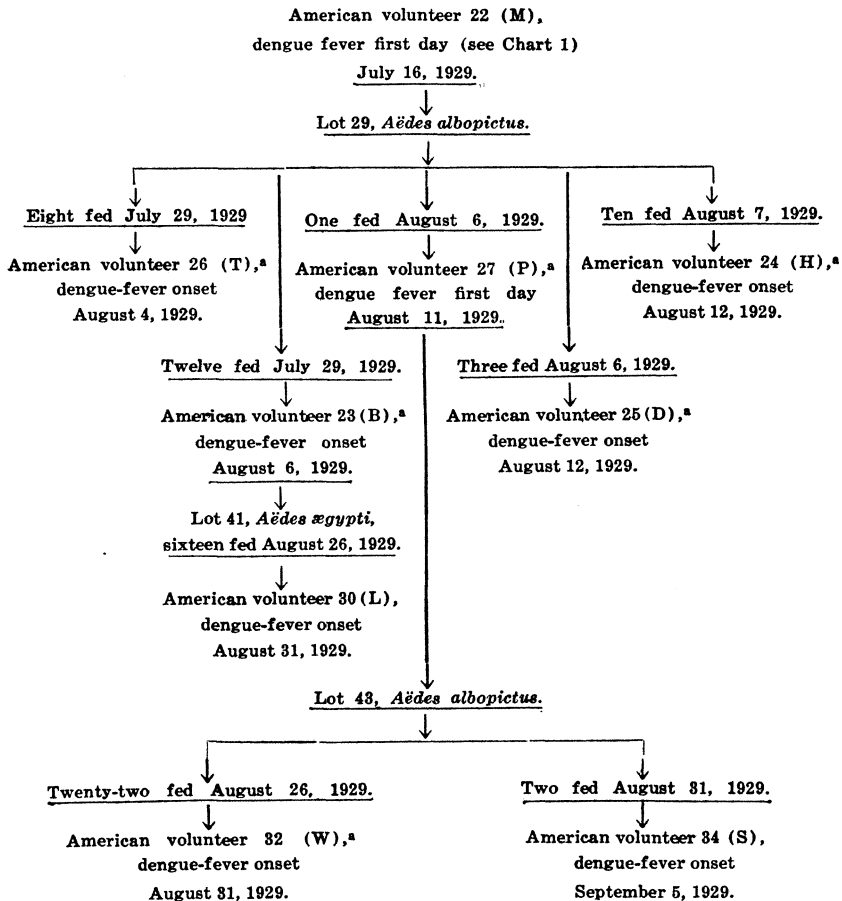 American volunteer 22 (M),
dengue fever first day (see Chart 1)
July 16, 1929.
Lot 29, Aëdes albopictus.
Eight fed July 29, 1929
American volunteer 26 (T),ª
dengue-fever onset
August 4, 1929.
One fed August 6, 1929.
American volunteer 27 (P),ª
dengue fever first day
August 11, 1929.
Ten fed August 7, 1929.
American volunteer 24 (H),ª
dengue-fever onset
August 12, 1929.
Twelve fed July 29, 1929.
American volunteer 23 (B),ª
dengue-fever onset
August 6, 1929.
Lot 41, Aëdes ægypti,
sixteen fed August 26, 1929.
American volunteer 30 (L),
dengue-fever onset
August 31, 1929.
Three fed August 6, 1929.
American volunteer 25 (D),ª
dengue-fever onset
August 12, 1929.
Lot 43, Aëdes albopictus.
Twenty-two fed August 26, 1929.
American volunteer 32 (W),ª
dengue-fever onset
August 31, 1929.
Two fed August 31, 1929.
American volunteer 34 (S),
dengue-fever onset
September 5, 1929.